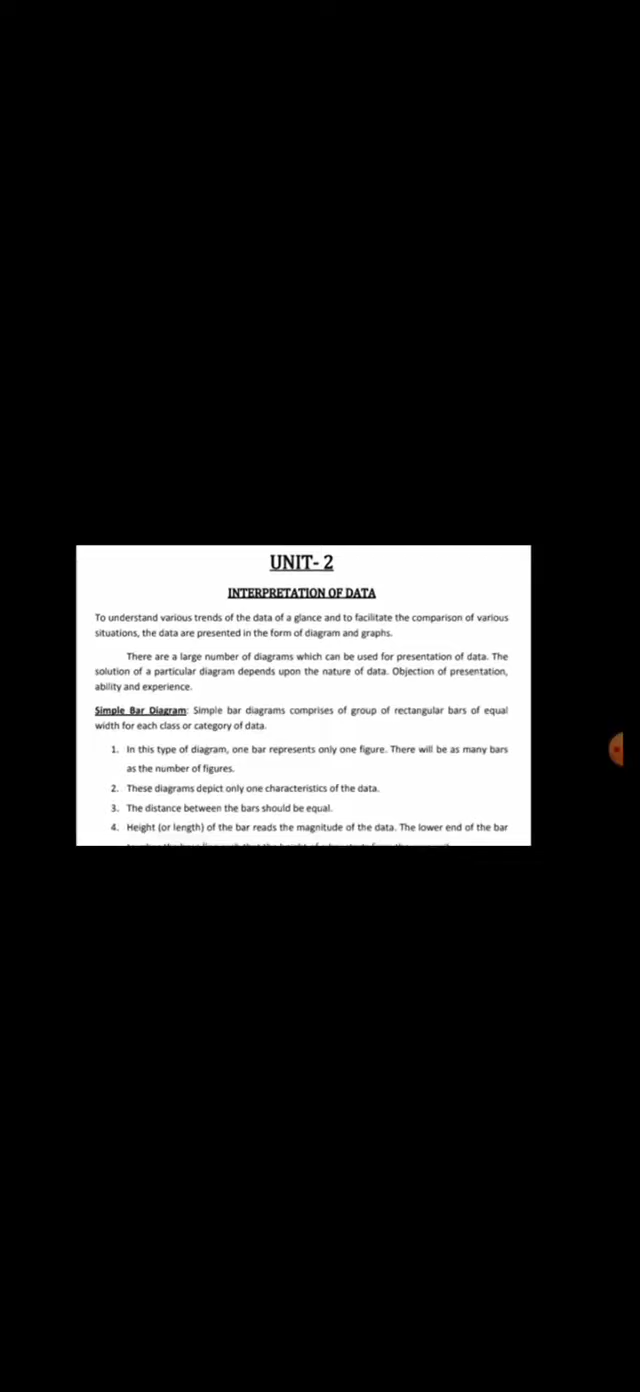 UNIT- 2
INTERPRETATION OF DATA
To understand various trends of the data of a glance and to facilitate the comparison of various
situations, the data are presented in the form of diagram and graphs.
There are a large number of diagrams which can be used for presentation of data. The
solution of a particular diagram depends upon the nature of data. Objection of presentation,
ability and experience.
Simple Bar Diagram: Simple bar diagrams comprises of group of rectangular bars of equal
width for each class or category of data.
1. In this type of diagram, one bar represents only one figure. There will be as many bars
as the number of figures.
2. These diagrams depict only one characteristics of the data.
3. The distance between the bars should be equal.
4. Height (or length) of the bar reads the magnitude of the data. The lower end of the bar